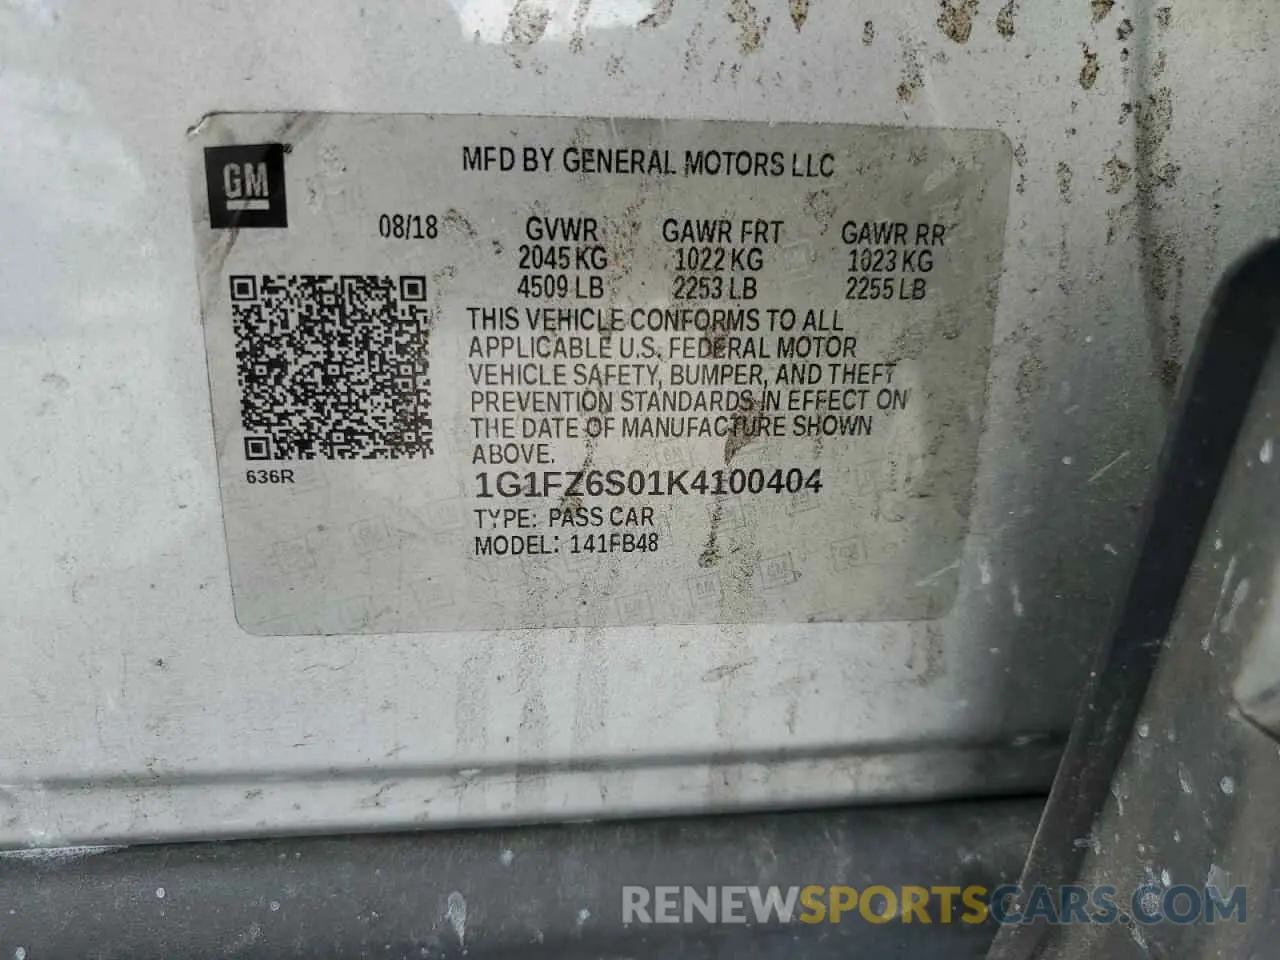 GM
MFD BY GENERAL MOTORS LLC
08/18 GVWR GAWR FRT GAWR RR
2045 KG 1022 KG 1023 KG
4509 LB 2253 LB 2255 LB
THIS VEHICLE CONFORMS TO ALL
APPLICABLE U.S. FEDERAL MOTOR
VEHICLE SAFETY, BUMPER, AND THEFT
PREVENTION STANDARDS IN EFFECT ON
THE DATE OF MANUFACTURE SHOWN
ABOVE.
636R
1G1FZ6S01K4100404
TYPE: PASS CAR
MODEL: 141FB48
RENEWSPORTSCARS.COM